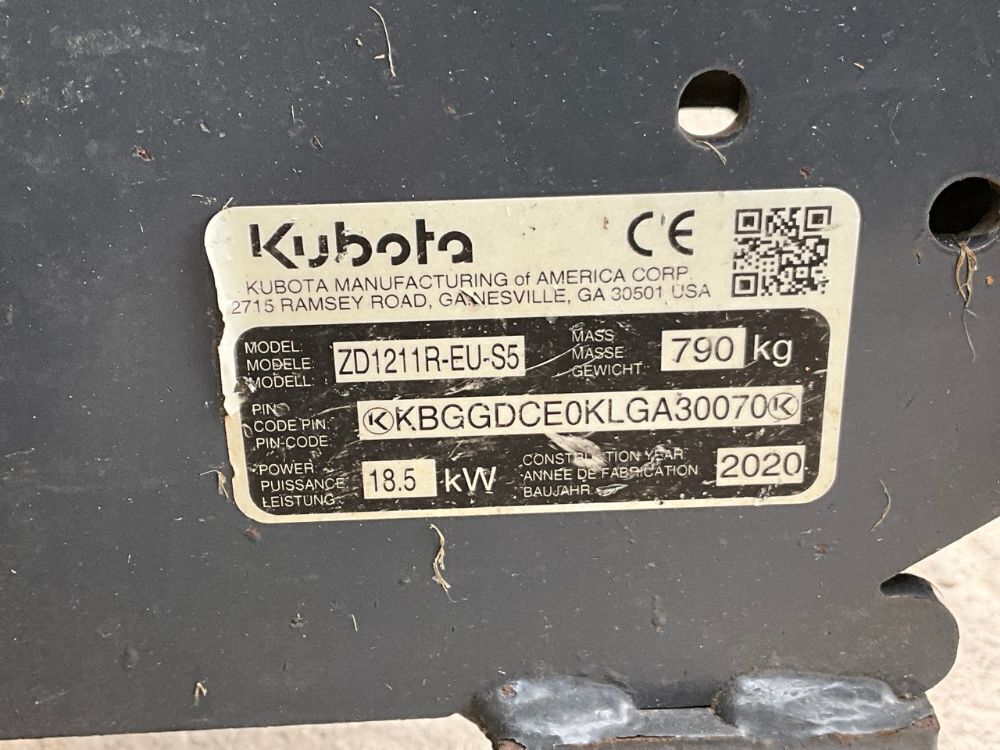 Kubota CE
KUBOTA MANUFACTURING of AMERICA CORP.
2715 RAMSEY ROAD, GAINESVILLE, GA 30501 USA
MODEL:
MODELE:
MODELL:
ZD1211R-EU-S5
MASS:
MASSE:
GEWICHT:
790 kg
PIN:
CODE PIN:
PIN-CODE:
KBGGDCE0KLGA30070
POWER:
PUISSANCE:
LEISTUNG:
18.5 kW
CONSTRUCTION YEAR:
ANNEE DE FABRICATION:
BAUJAHR:
2020